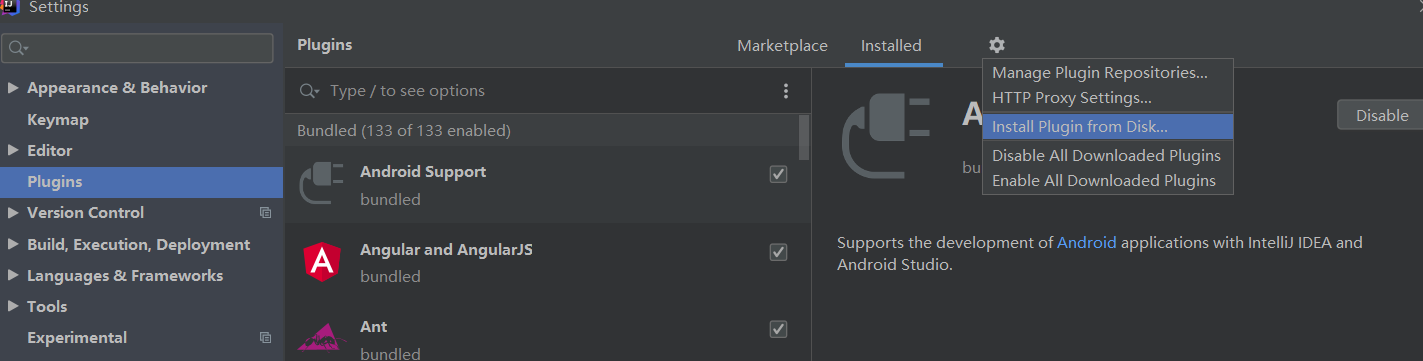 Settings
Appearance & Behavior
Keymap
Editor
Plugins
Version Control
Build, Execution, Deployment
Languages & Frameworks
Tools
Experimental
Plugins
Marketplace
Installed
Type / to see options
Bundled (133 of 133 enabled)
Android Support
bundled
Angular and AngularJS
bundled
Ant
bundled
Manage Plugin Repositories...
HTTP Proxy Settings...
Install Plugin from Disk...
Disable All Downloaded Plugins
Enable All Downloaded Plugins
Disable
Supports the development of Android applications with IntelliJ IDEA and
Android Studio.